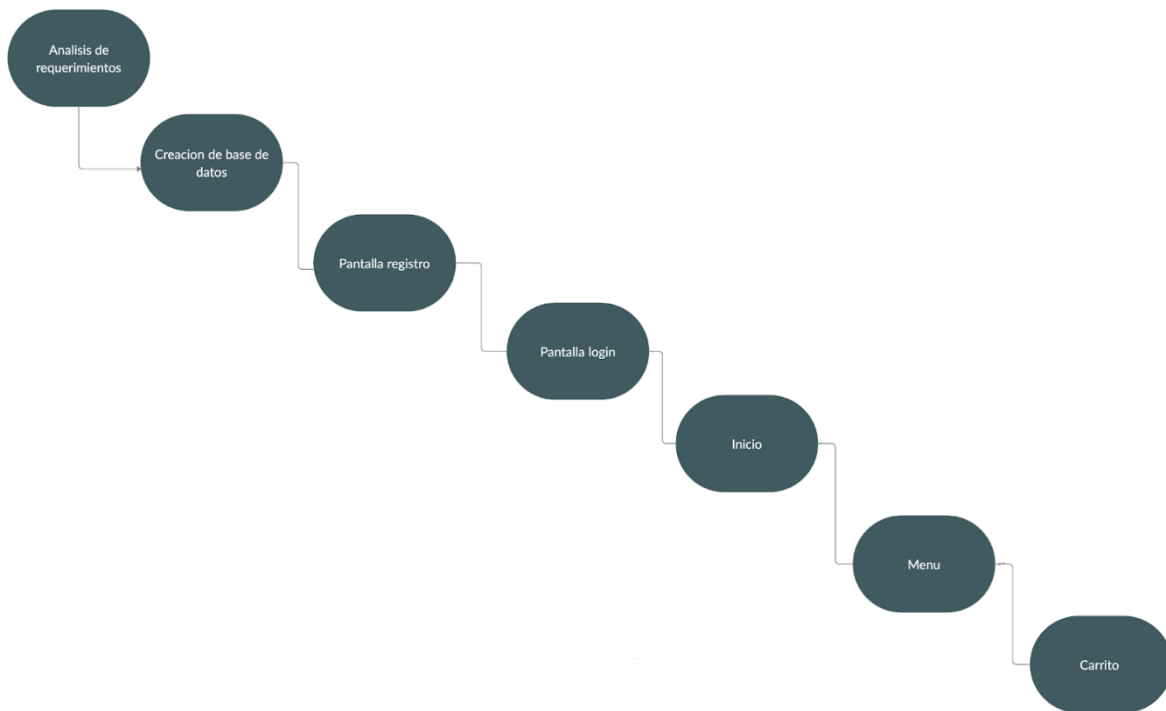 Analisis de
requerimientos
Creacion de base de
datos
Pantalla registro
Pantalla login
Inicio
Menu
Carrito